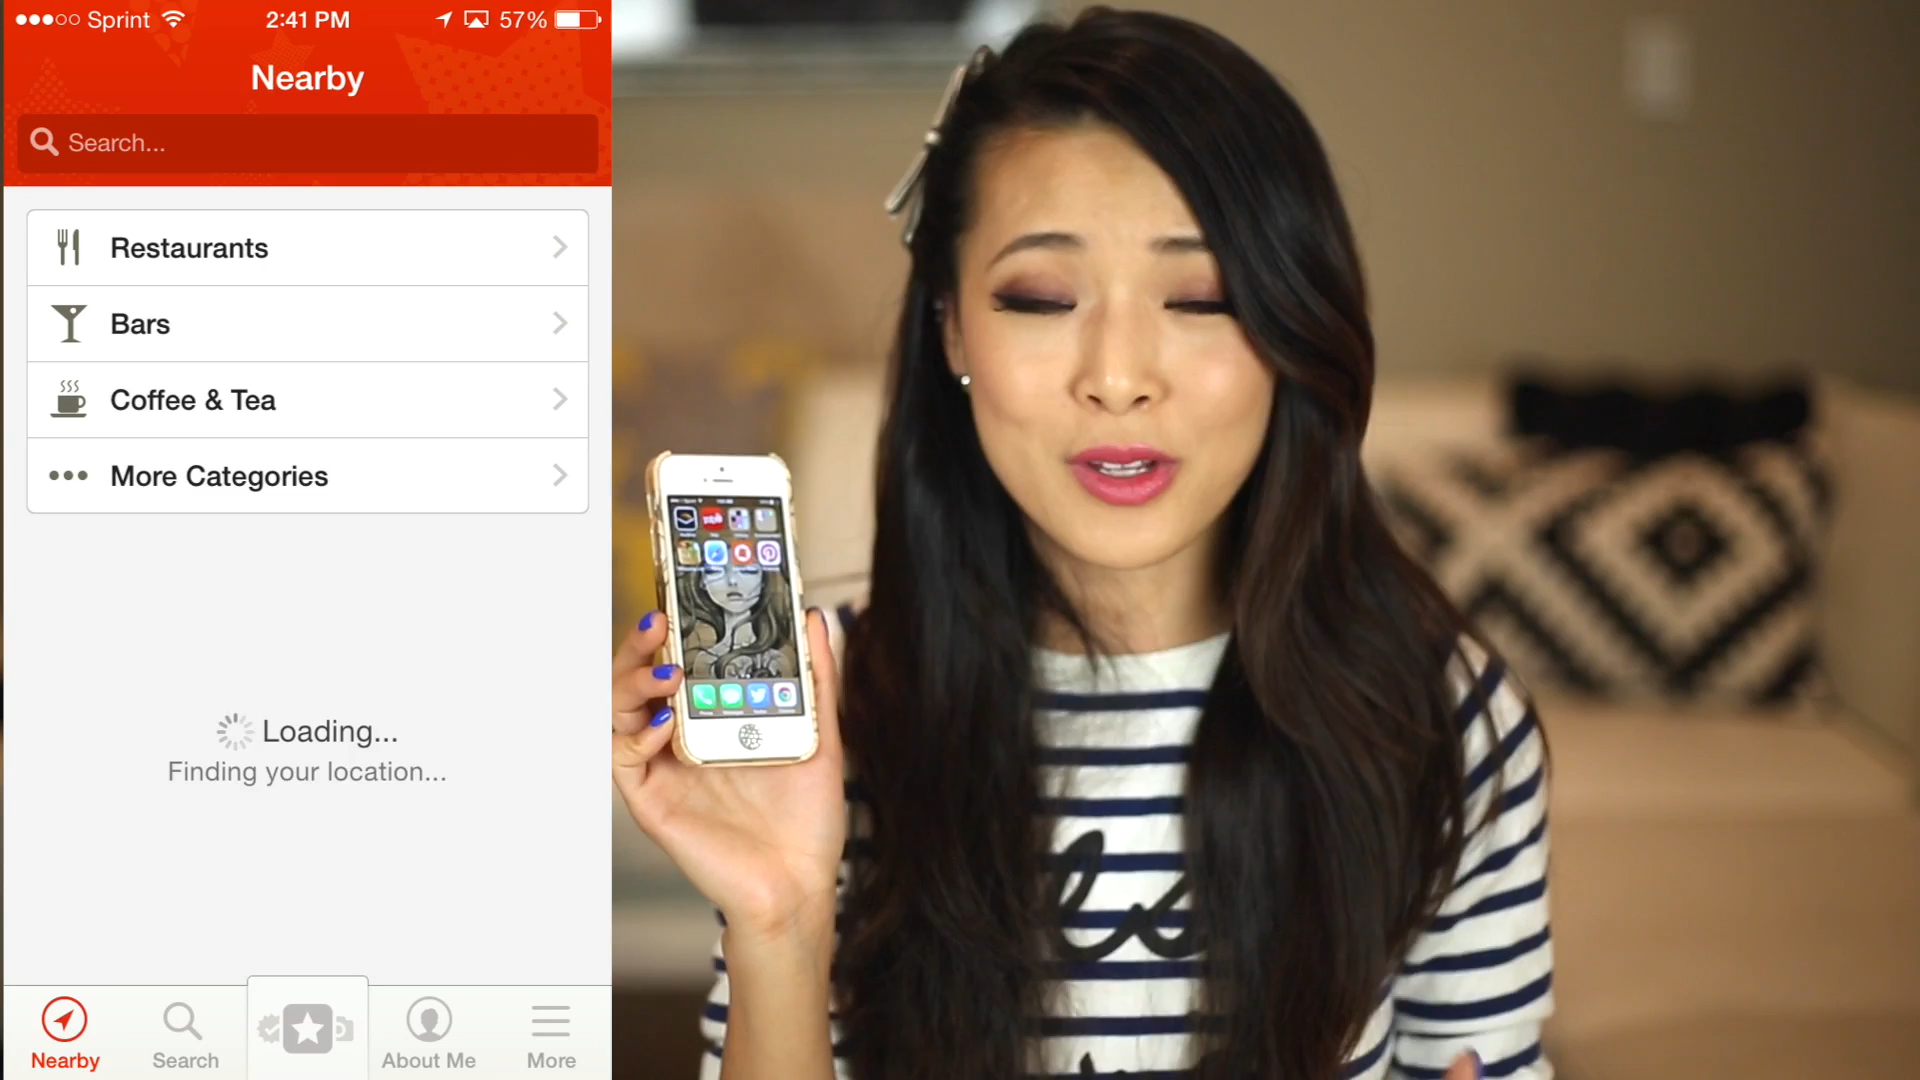 Sprint 2:41 PM 57%
Nearby
Search...
Restaurants
Bars
Coffee & Tea
More Categories
Loading...
Finding your location...
Nearby
Search
About Me
More